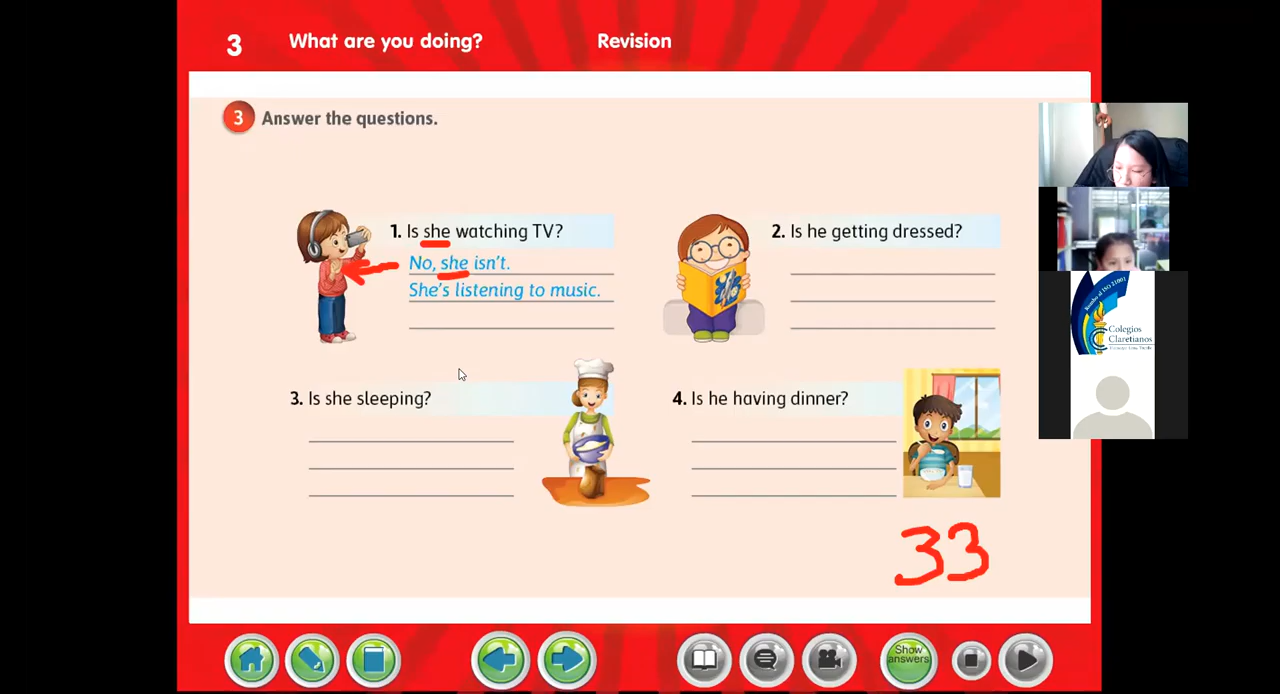 3 What are you doing? Revision
3 Answer the questions.
1. Is she watching TV?
No, she isn't.
She's listening to music.
2. Is he getting dressed?
3. Is she sleeping?
4. Is he having dinner?
33
Colegios
Claretianos
Show
answers